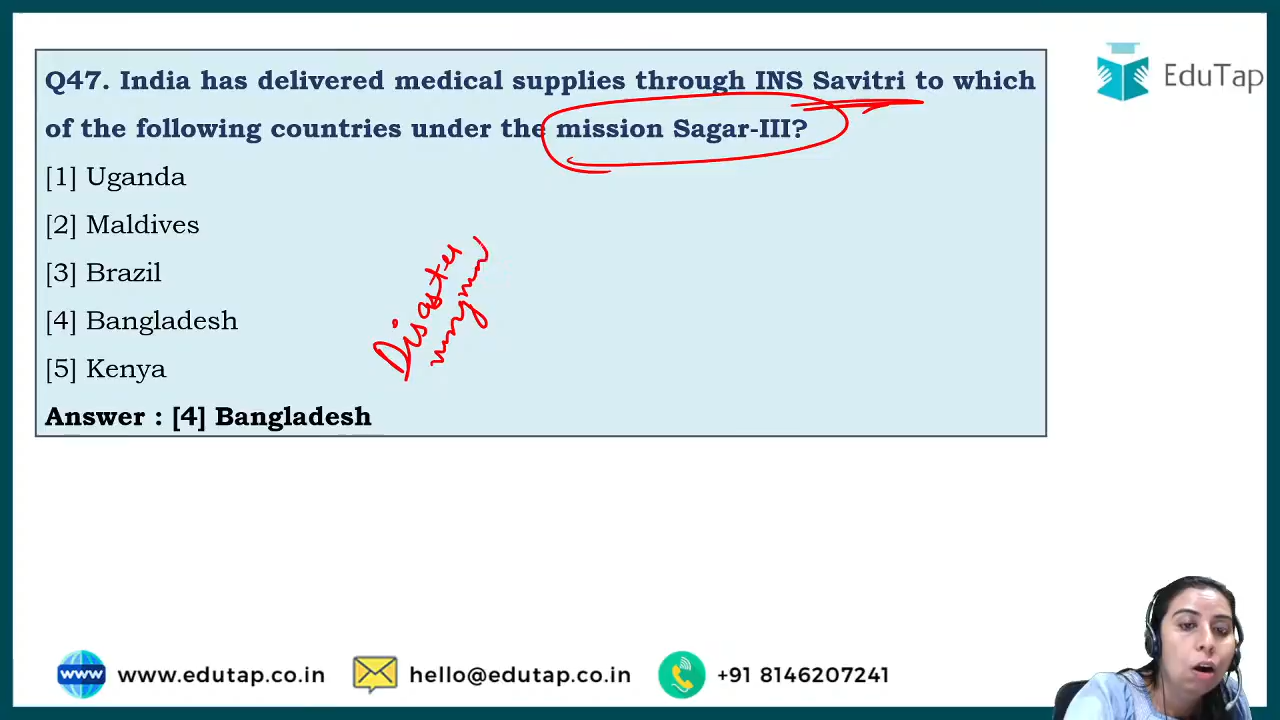 Q47. India has delivered medical supplies through INS Savitri to which
of the following countries under the mission Sagar-III?
[1] Uganda
[2] Maldives
[3] Brazil
[4] Bangladesh
[5] Kenya
Answer : [4] Bangladesh
Disaster
EduTap
www.edutap.co.in
hello@edutap.co.in
+91 8146207241